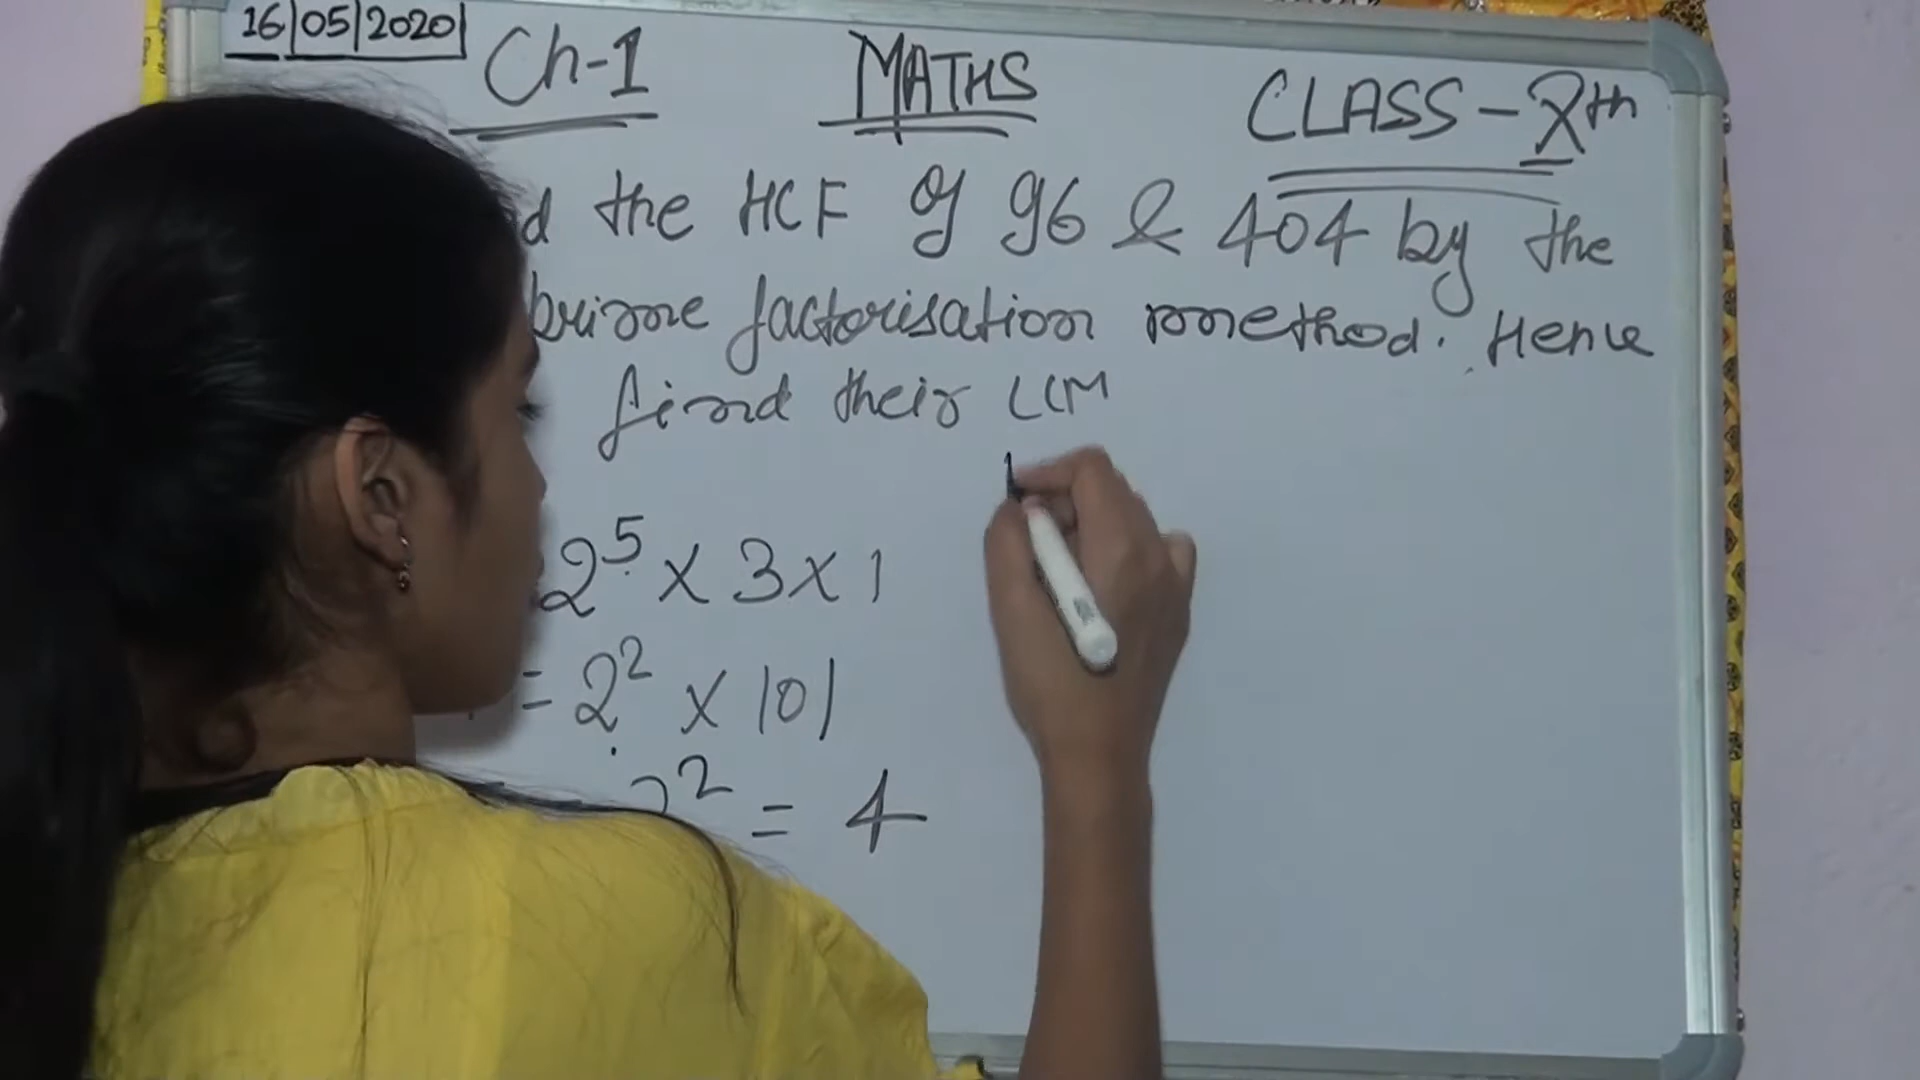 16|05|2020
Ch-1 MATHS CLASS-Xth
the HCF of 96 & 404 by the
prime factorisation method. Hence
find their LCM
2⁵ × 3 × 1
= 2² × 101
2² = 4